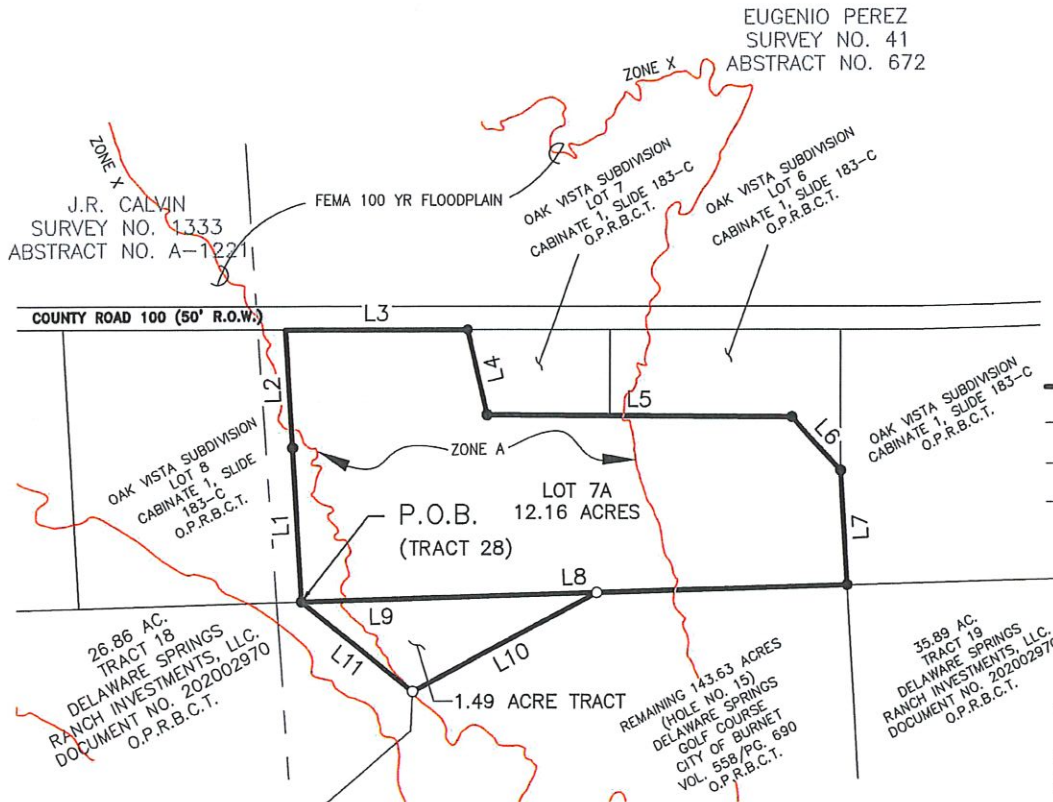 EUGENIO PEREZ
SURVEY NO. 41
ABSTRACT NO. 672
ZONE X
ZONE X
J.R. CALVIN
SURVEY NO. 1333
ABSTRACT NO. A-1221
FEMA 100 YR FLOODPLAIN
OAK VISTA SUBDIVISION
LOT 7
CABINATE 1, SLIDE 183-C
O.P.R.B.C.T.
OAK VISTA SUBDIVISION
LOT 6
CABINATE 1, SLIDE 183-C
O.P.R.B.C.T.
COUNTY ROAD 100 (50' R.O.W.)
L3
L4
L2
L5
L6
OAK VISTA SUBDIVISION
CABINATE 1, SLIDE 183-C
O.P.R.B.C.T.
ZONE A
OAK VISTA SUBDIVISION
LOT 8
CABINATE 1, SLIDE
183-C
O.P.R.B.C.T.
LOT 7A
12.16 ACRES
L1
P.O.B.
(TRACT 28)
L7
L8
L9
L10
L11
1.49 ACRE TRACT
26.86 AC.
TRACT 18
DELAWARE SPRINGS
RANCH INVESTMENTS, LLC.
DOCUMENT NO. 202002970
O.P.R.B.C.T.
REMAINING 143.63 ACRES
(HOLE NO. 15)
DELAWARE SPRINGS
GOLF COURSE
CITY OF BURNET
VOL. 558/PG. 690
O.P.R.B.C.T.
35.89 AC.
TRACT 19
DELAWARE SPRINGS
RANCH INVESTMENTS, LLC.
DOCUMENT NO. 202002970
O.P.R.B.C.T.